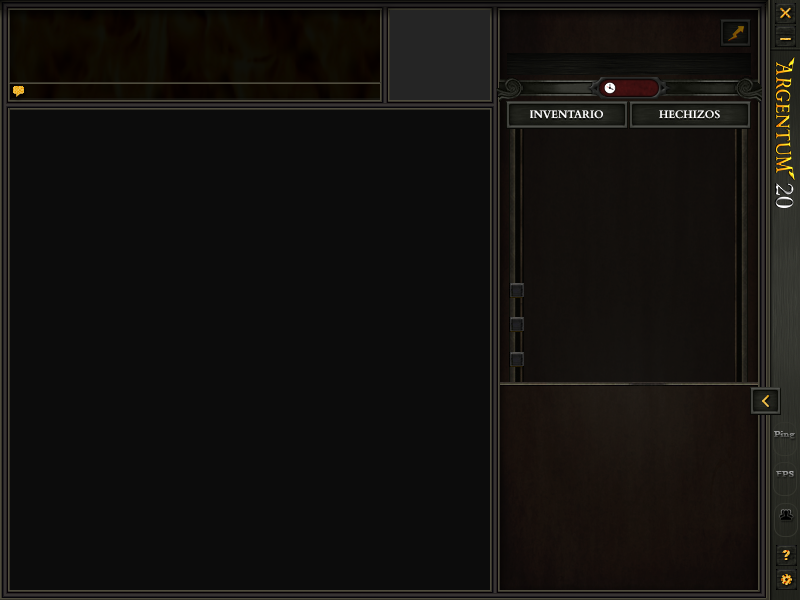 INVENTARIO
HECHIZOS
ARGENTUM 20
Ping
FPS
?